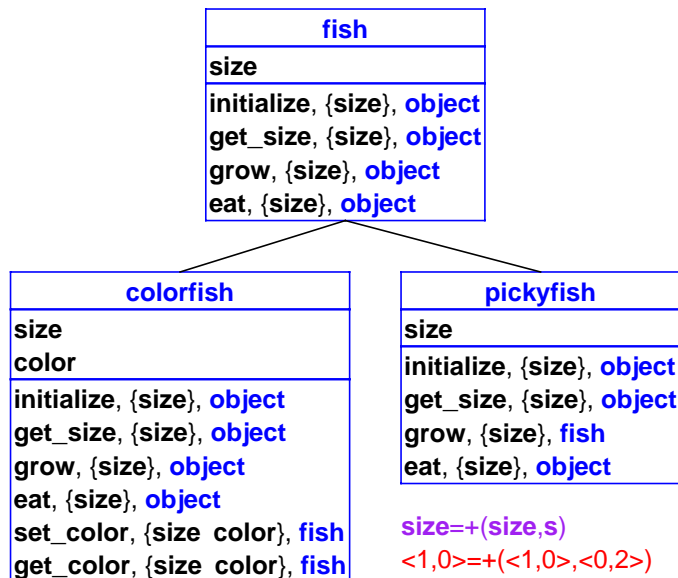 fish
size
initialize, {size}, object
get_size, {size}, object
grow, {size}, object
eat, {size}, object
colorfish
size
color
initialize, {size}, object
get_size, {size}, object
grow, {size}, object
eat, {size}, object
set_color, {size color}, fish
get_color, {size color}, fish
pickyfish
size
initialize, {size}, object
get_size, {size}, object
grow, {size}, fish
eat, {size}, object
size=+(size,s)
<1,0>=+(<1,0>,<0,2>)